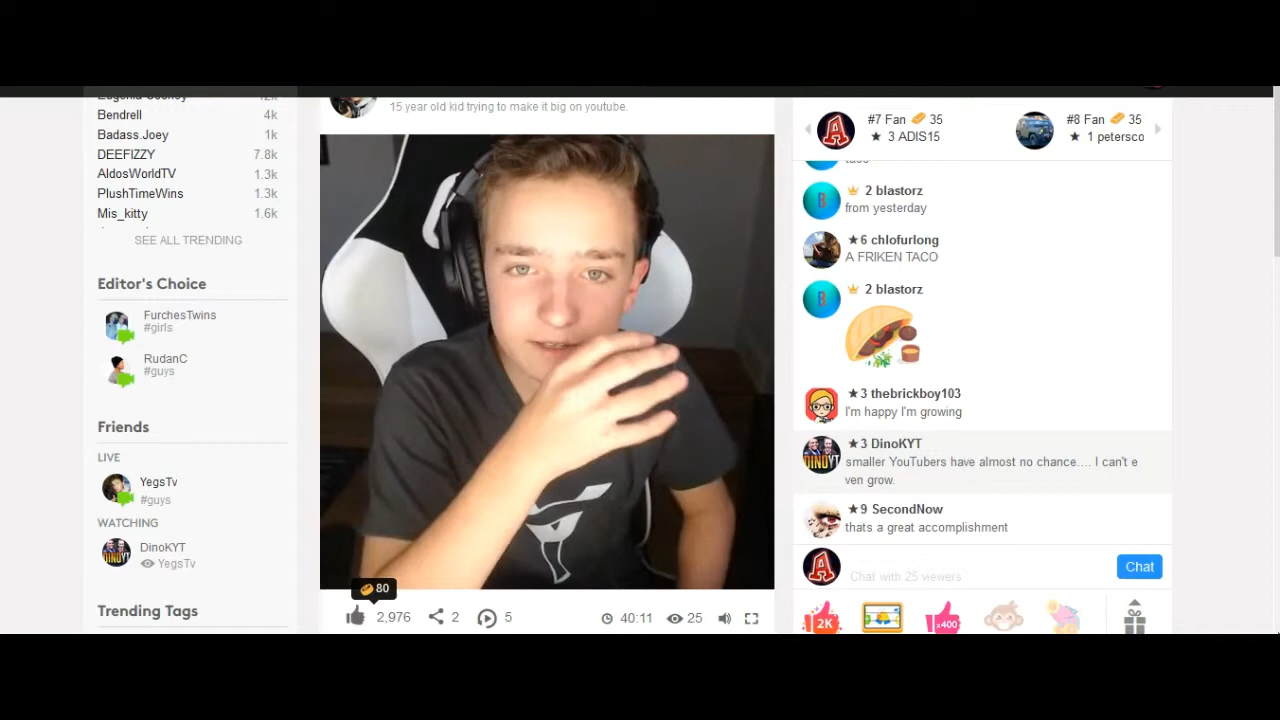 12k
Bendrell 4k
Badass.Joey 1k
DEEFIZZY 7.8k
AldosWorldTV 1.3k
PlushTimeWins 1.3k
Mis_kitty 1.6k
SEE ALL TRENDING
Editor's Choice
FurchesTwins
#girls
RudanC
#guys
Friends
LIVE
YegsTv
#guys
WATCHING
DinoKYT
YegsTv
Trending Tags
15 year old kid trying to make it big on youtube.
80
2,976 2 5 40:11 25
#7 Fan 35
★ 3 ADIS15
#8 Fan 35
★ 1 petersco
taco
2 blastorz
from yesterday
★6 chlofurlong
A FRIKEN TACO
2 blastorz
★3 thebrickboy103
I'm happy I'm growing
★3 DinoKYT
smaller YouTubers have almost no chance.... I can't e
ven grow.
★9 SecondNow
thats a great accomplishment
Chat with 25 viewers
Chat
2K
x400